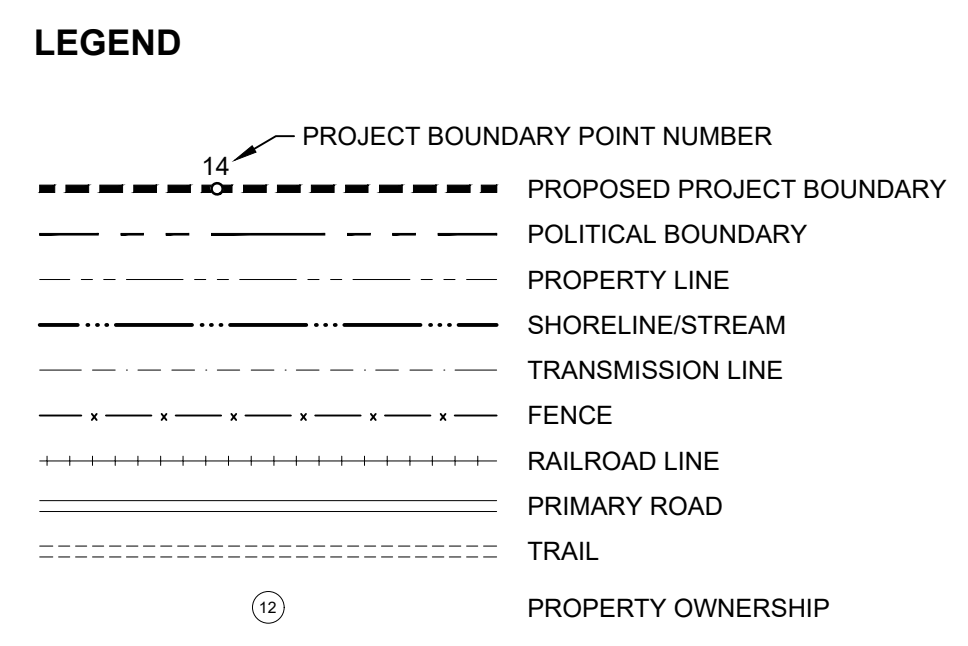 LEGEND
PROJECT BOUNDARY POINT NUMBER
14
PROPOSED PROJECT BOUNDARY
POLITICAL BOUNDARY
PROPERTY LINE
SHORELINE/STREAM
TRANSMISSION LINE
FENCE
RAILROAD LINE
PRIMARY ROAD
TRAIL
12 PROPERTY OWNERSHIP